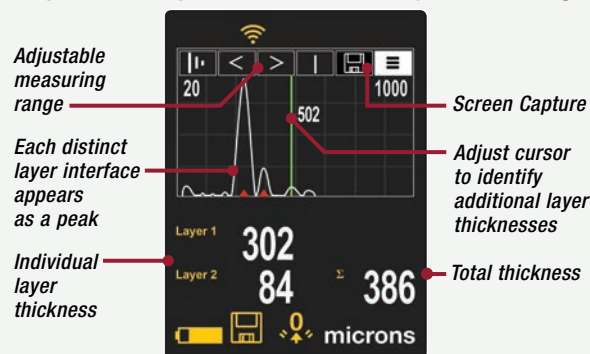 Adjustable
measuring
range
Each distinct
layer interface
appears
as a peak
Individual
layer
thickness
< >
20 1000
502
Layer 1 302
Layer 2 84 Σ 386
0
microns
Screen Capture
Adjust cursor
to identify
additional layer
thicknesses
Total thickness